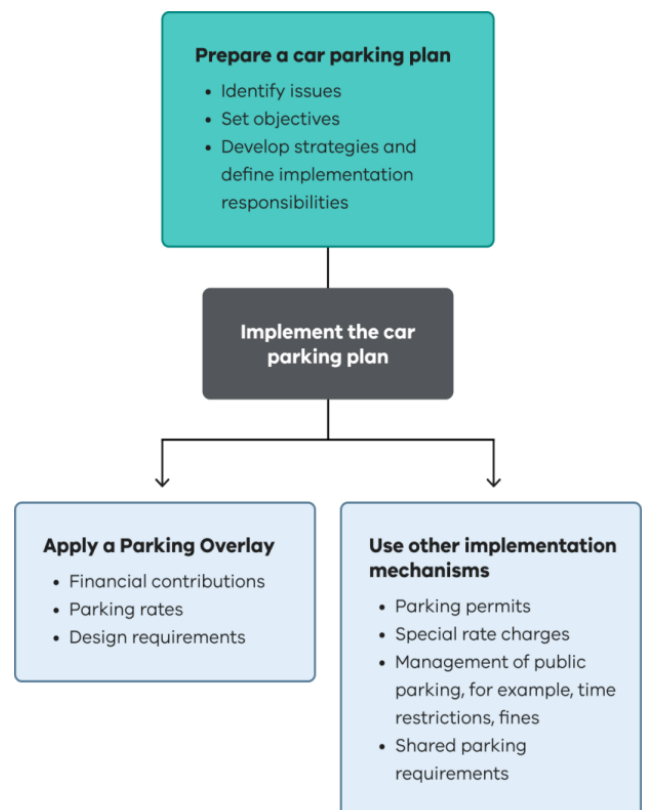 Prepare a car parking plan
• Identify issues
• Set objectives
• Develop strategies and
define implementation
responsibilities
Implement the car
parking plan
Apply a Parking Overlay
• Financial contributions
• Parking rates
• Design requirements
Use other implementation
mechanisms
• Parking permits
• Special rate charges
• Management of public
parking, for example, time
restrictions, fines
• Shared parking
requirements